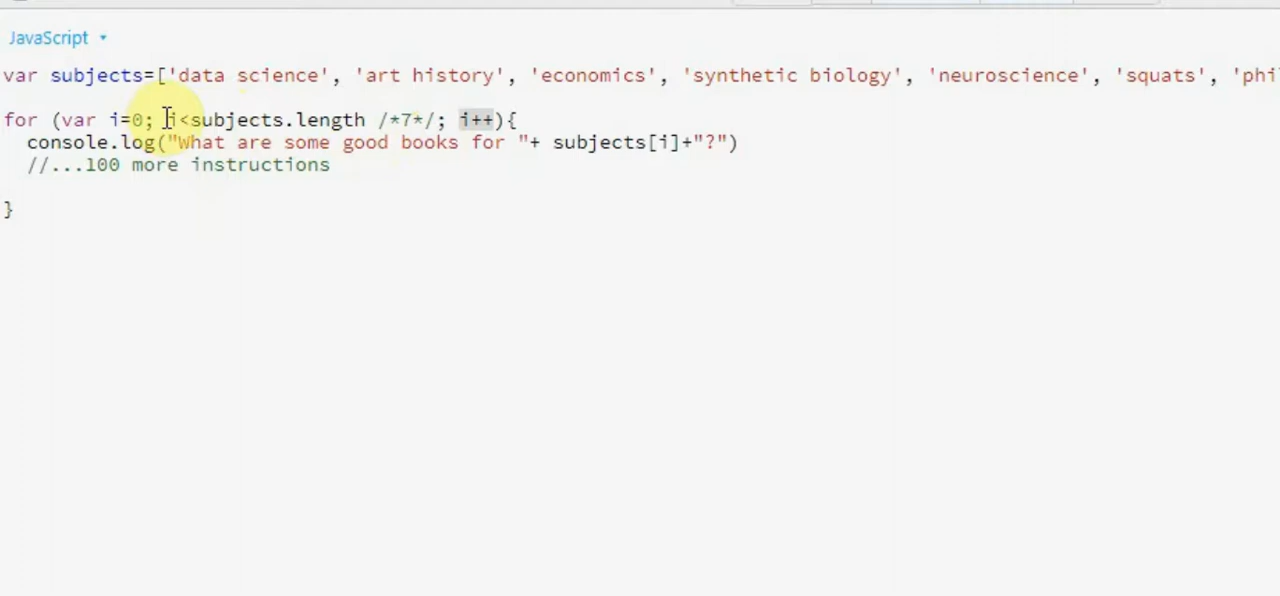 JavaScript
var subjects=['data science', 'art history', 'economics', 'synthetic biology', 'neuroscience', 'squats', 'phi
for (var i=0; i<subjects.length /*7*/; i++){
console.log("What are some good books for "+ subjects[i]+"?")
//...100 more instructions
}